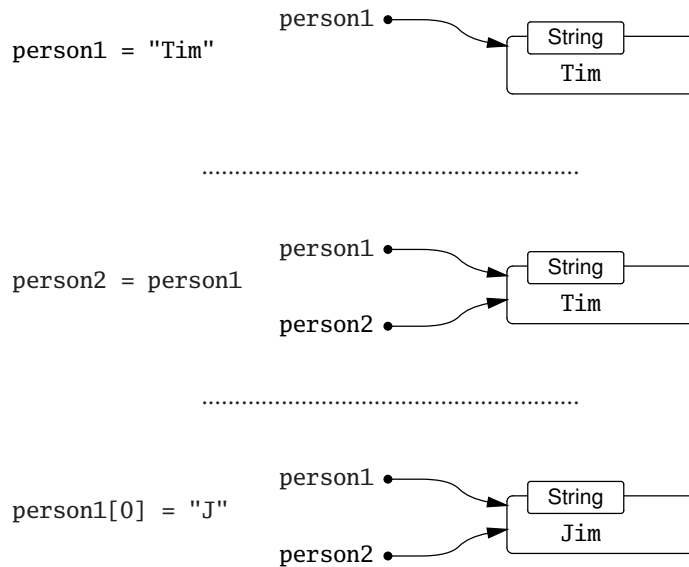 person1
person1 = "Tim"
String
Tim
person1
person2 = person1
String
Tim
person2
person1
person1[0] = "J"
String
Jim
person2